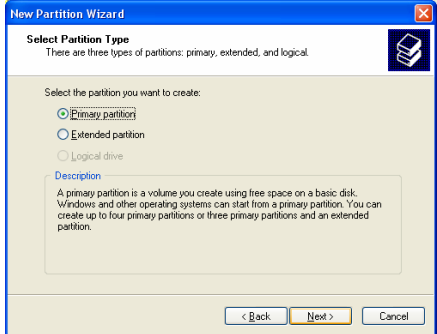 New Partition Wizard
Select Partition Type
There are three types of partitions: primary, extended, and logical.
Select the partition you want to create:
Primary partition
Extended partition
Logical drive
Description
A primary partition is a volume you create using free space on a basic disk.
Windows and other operating systems can start from a primary partition. You can
create up to four primary partitions or three primary partitions and an extended
partition.
< Back
Next >
Cancel